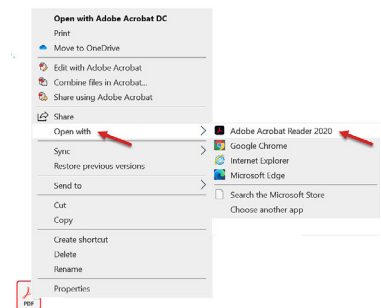 Open with Adobe Acrobat DC
Print
Move to OneDrive
Edit with Adobe Acrobat
Combine files in Acrobat...
Share using Adobe Acrobat
Share
Open with
Adobe Acrobat Reader 2020
Google Chrome
Internet Explorer
Microsoft Edge
Search the Microsoft Store
Choose another app
Sync
Restore previous versions
Send to
Cut
Copy
Create shortcut
Delete
Rename
Properties
PDF